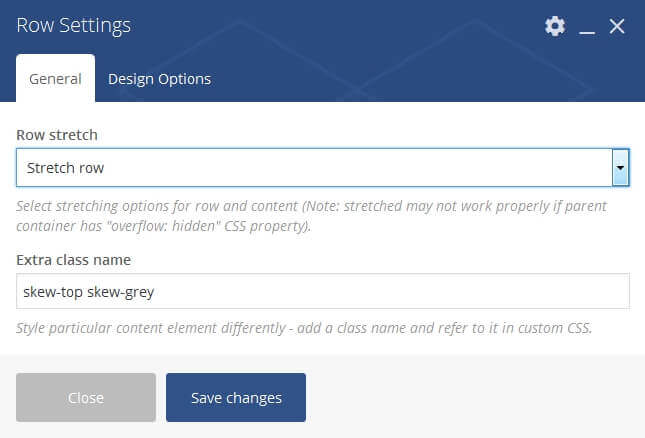 Row Settings
General
Design Options
Row stretch
Stretch row
Select stretching options for row and content (Note: stretched may not work properly if parent
container has "overflow: hidden" CSS property).
Extra class name
skew-top skew-grey
Style particular content element differently - add a class name and refer to it in custom CSS.
Close
Save changes